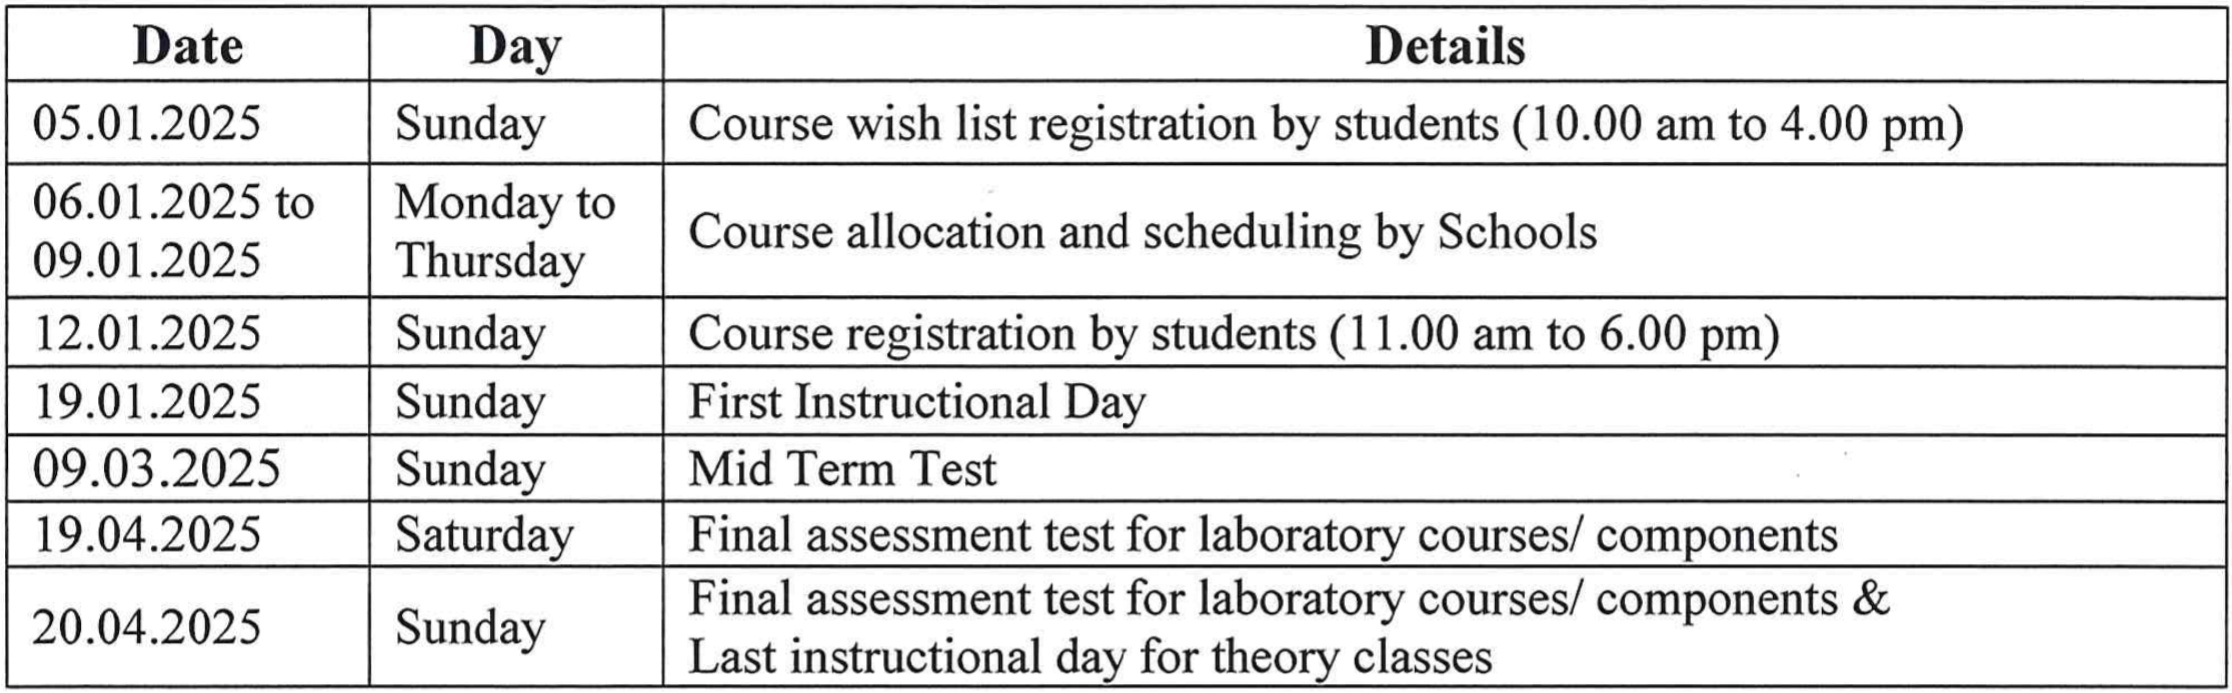 Date Day Details
05.01.2025 Sunday Course wish list registration by students (10.00 am to 4.00 pm)
06.01.2025 to Monday to
09.01.2025 Thursday Course allocation and scheduling by Schools
12.01.2025 Sunday Course registration by students (11.00 am to 6.00 pm)
19.01.2025 Sunday First Instructional Day
09.03.2025 Sunday Mid Term Test
19.04.2025 Saturday Final assessment test for laboratory courses/ components
20.04.2025 Sunday Final assessment test for laboratory courses/ components &
Last instructional day for theory classes